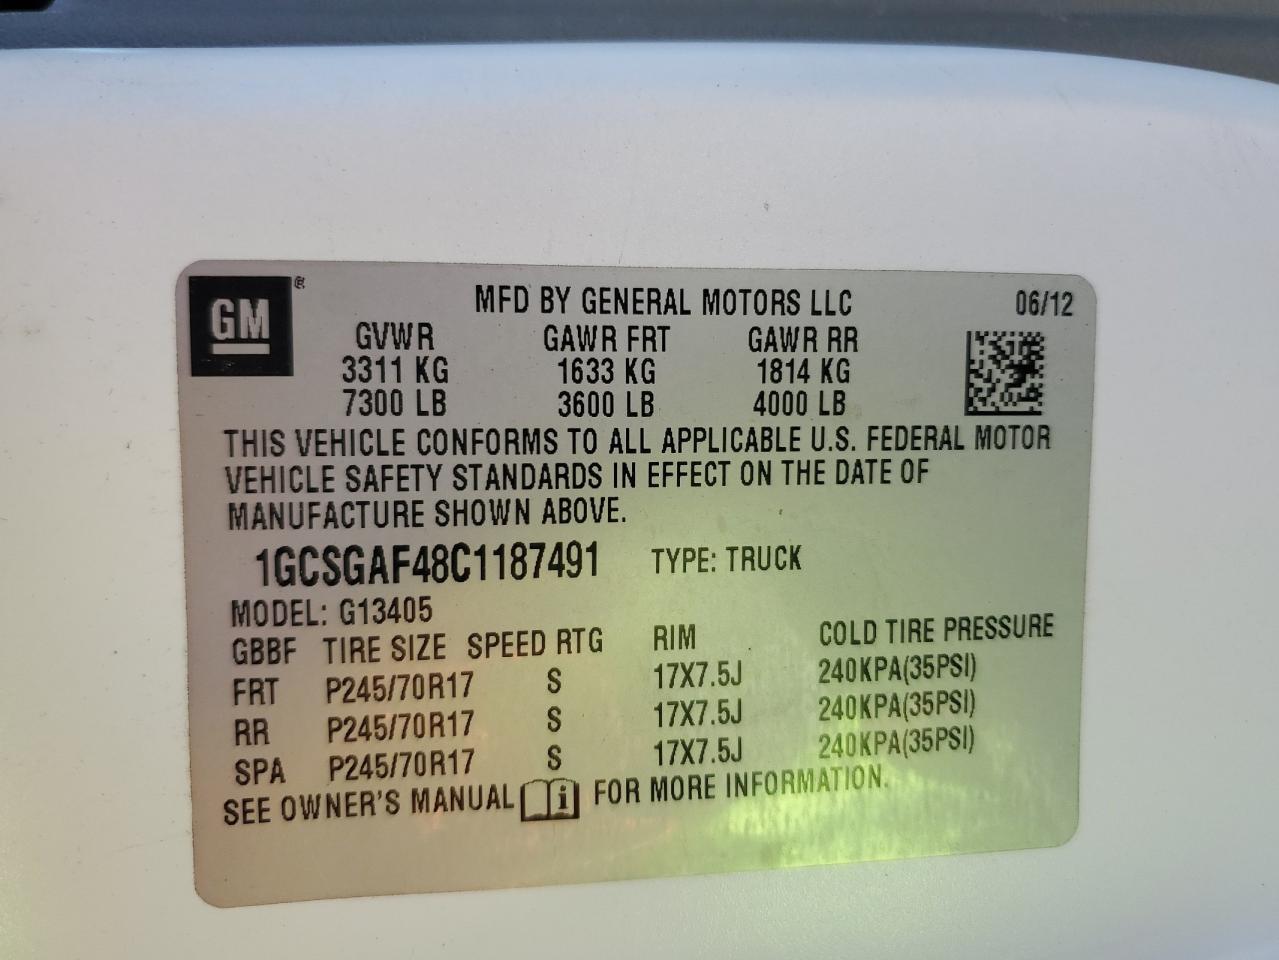 GM ®
MFD BY GENERAL MOTORS LLC 06/12
GVWR GAWR FRT GAWR RR
3311 KG 1633 KG 1814 KG
7300 LB 3600 LB 4000 LB
THIS VEHICLE CONFORMS TO ALL APPLICABLE U.S. FEDERAL MOTOR
VEHICLE SAFETY STANDARDS IN EFFECT ON THE DATE OF
MANUFACTURE SHOWN ABOVE.
1GCSGAF48C1187491 TYPE: TRUCK
MODEL: G13405
GBBF TIRE SIZE SPEED RTG RIM COLD TIRE PRESSURE
FRT P245/70R17 S 17X7.5J 240KPA(35PSI)
RR P245/70R17 S 17X7.5J 240KPA(35PSI)
SPA P245/70R17 S 17X7.5J 240KPA(35PSI)
SEE OWNER'S MANUAL i FOR MORE INFORMATION.